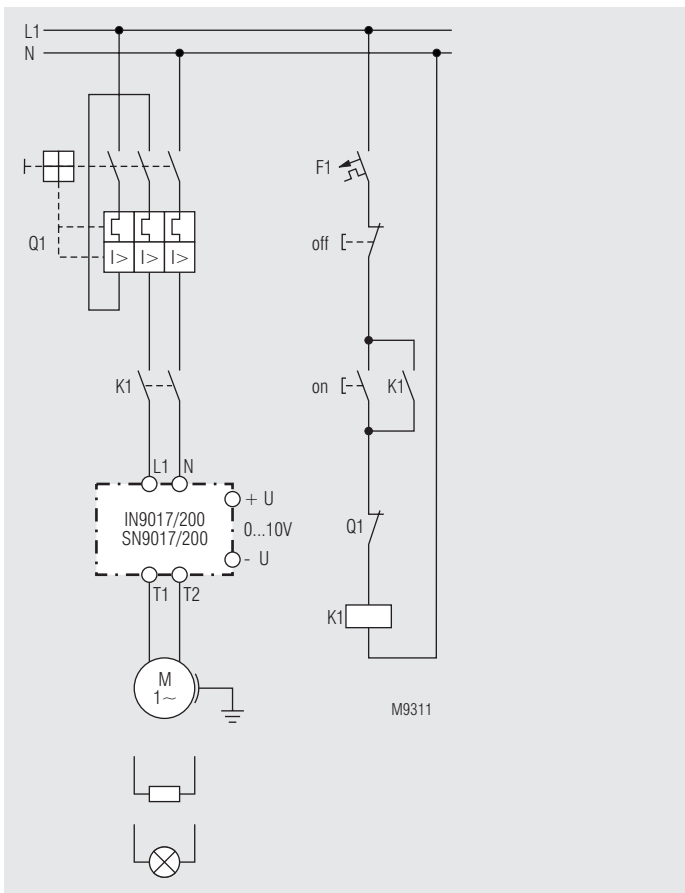 L1
N
Q1
I> I> I>
K1
L1 N
IN9017/200
SN9017/200
+ U
0...10V
- U
T1 T2
M
1~
F1
off
on
K1
Q1
K1
M9311